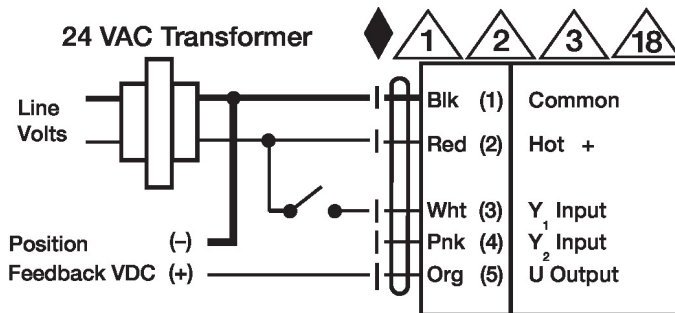 24 VAC Transformer
1 2 3 18
Line
Volts
Blk (1) Common
Red (2) Hot +
Wht (3) Y1 Input
Pnk (4) Y2 Input
Org (5) U Output
Position (–)
Feedback VDC (+)